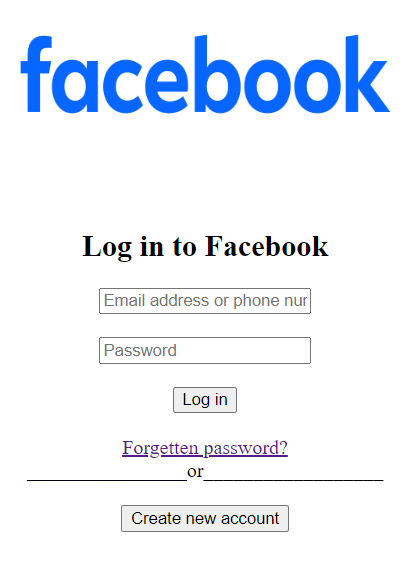 facebook
Log in to Facebook
Email address or phone nur
Password
Log in
Forgetten password?
________________or__________________
Create new account